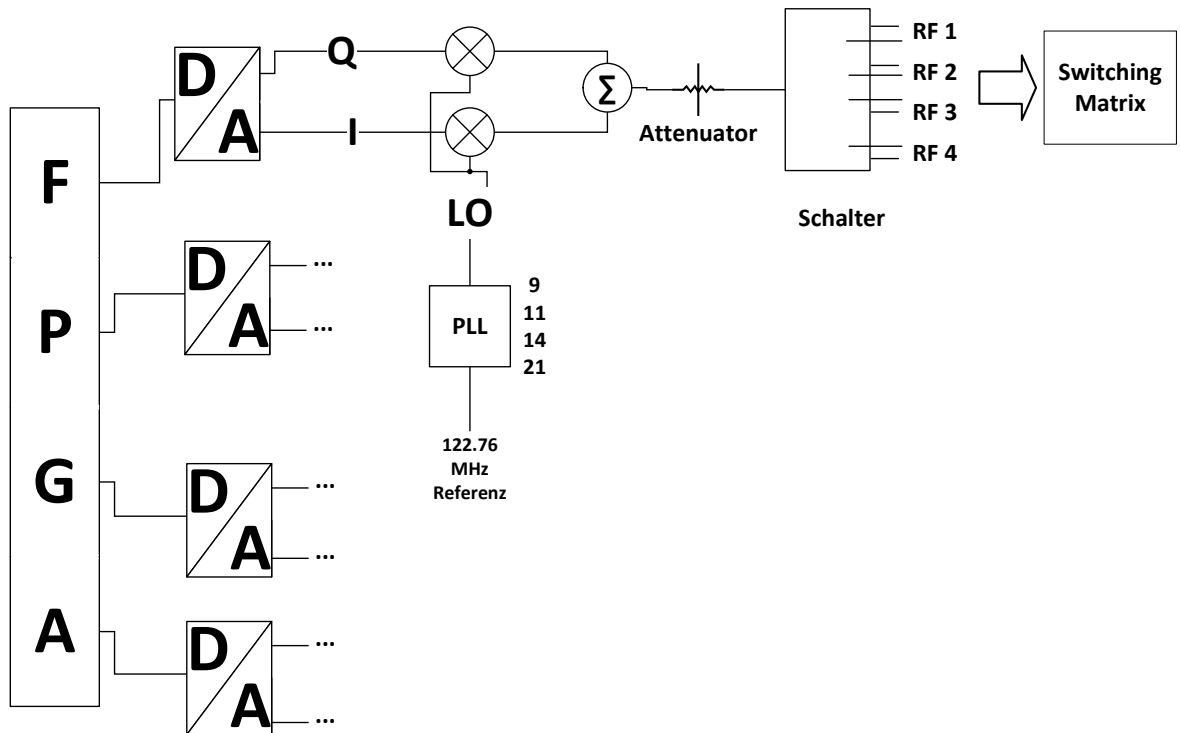 F
P
G
A
D
A
Q
I
Σ
Attenuator
LO
PLL
9
11
14
21
122.76
MHz
Referenz
Schalter
RF 1
RF 2
RF 3
RF 4
Switching
Matrix
D
A
...
...
D
A
...
...
D
A
...
...